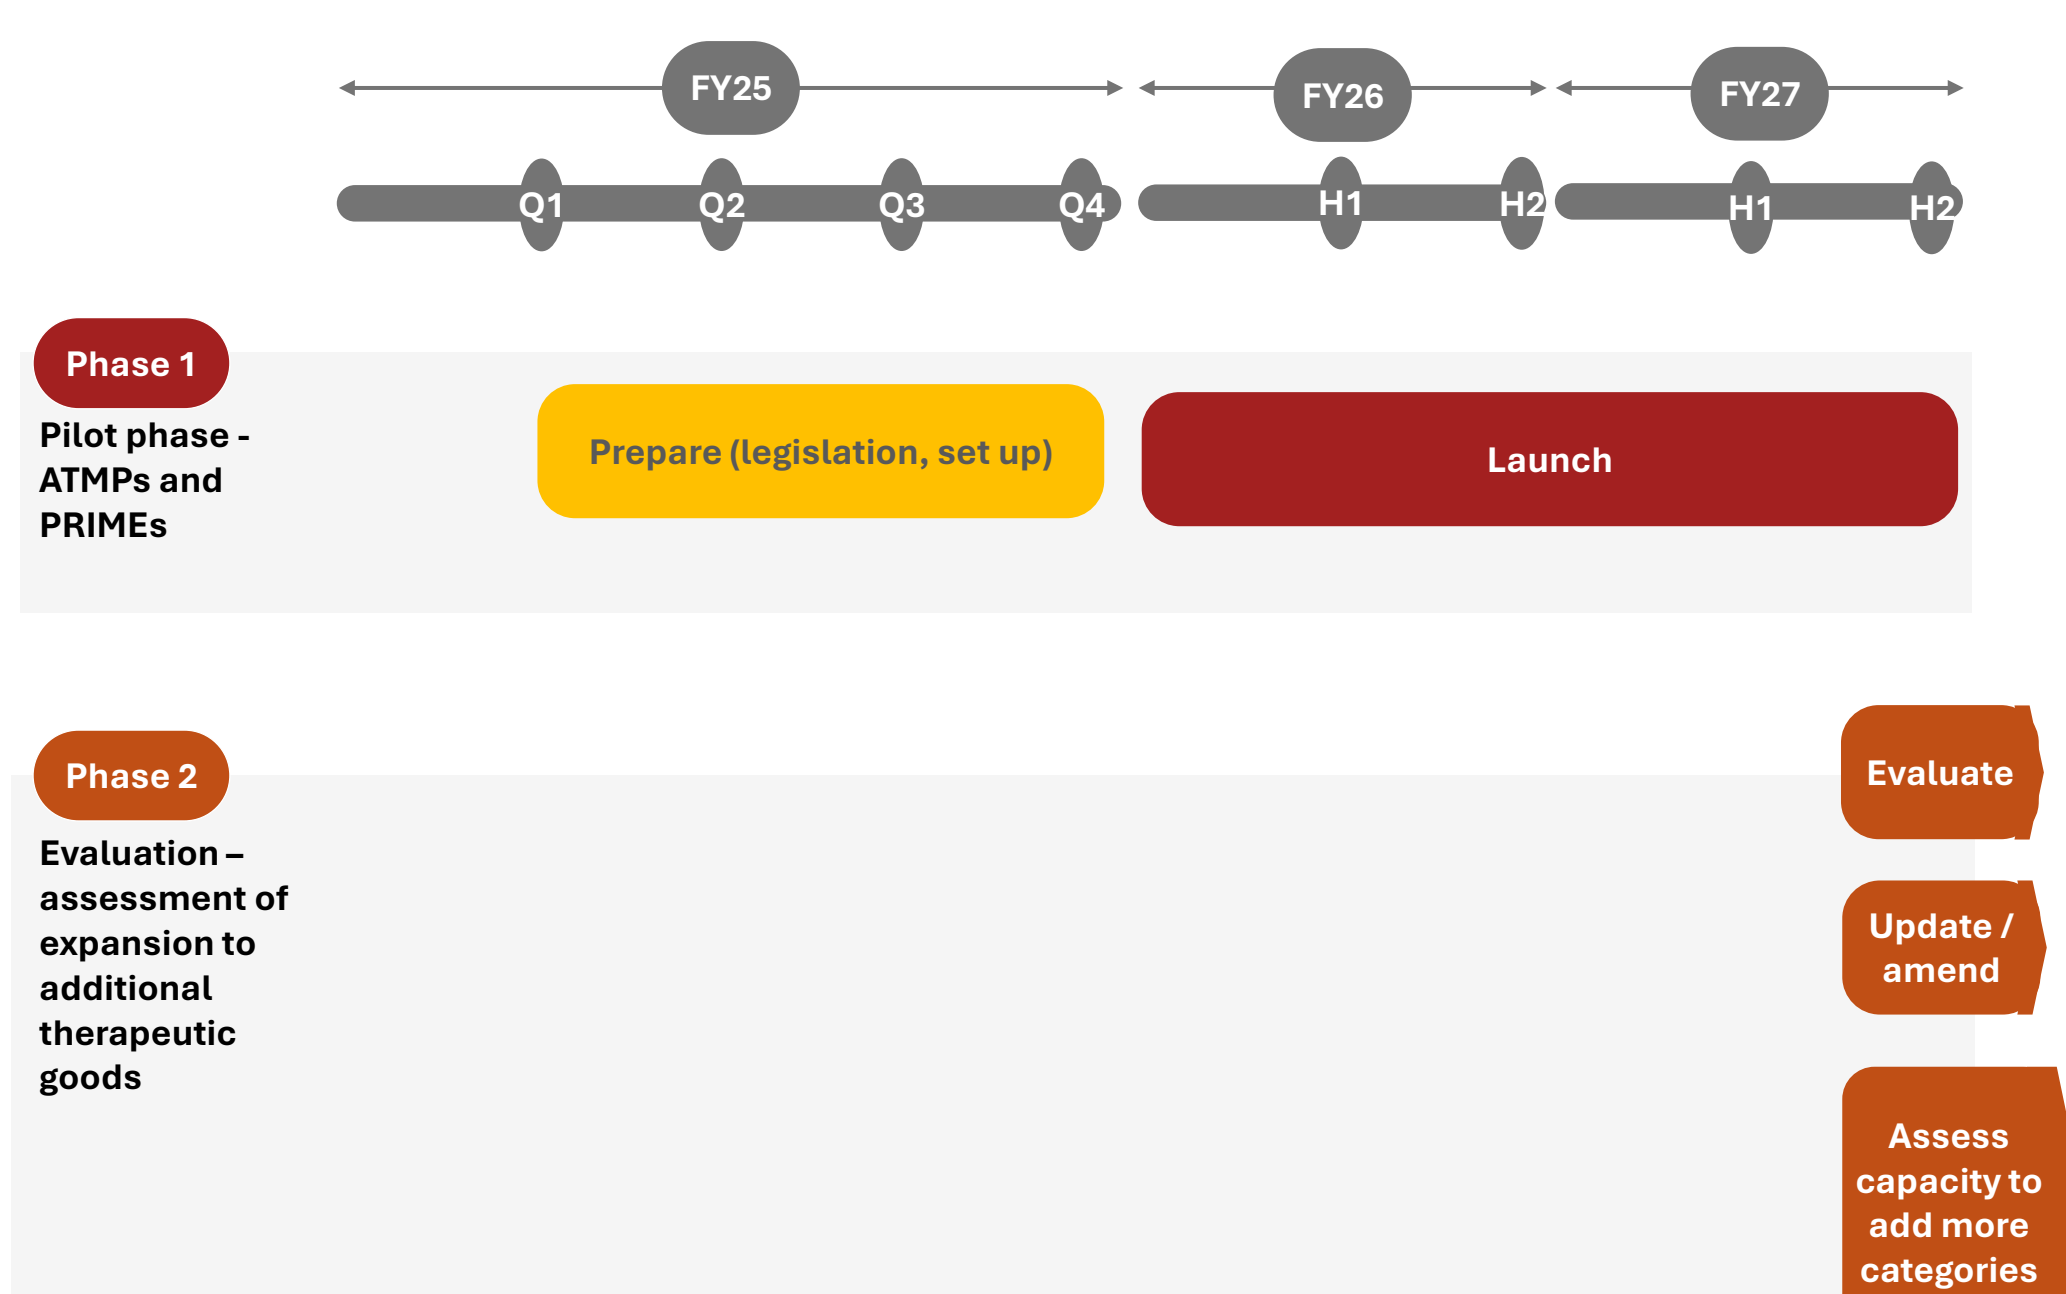 FY25
FY26
FY27
Q1
Q2
Q3
Q4
H1
H2
H1
H2
Phase 1
Pilot phase -
ATMPs and
PRIMEs
Prepare (legislation, set up)
Launch
Phase 2
Evaluation –
assessment of
expansion to
additional
therapeutic
goods
Evaluate
Update /
amend
Assess
capacity to
add more
categories